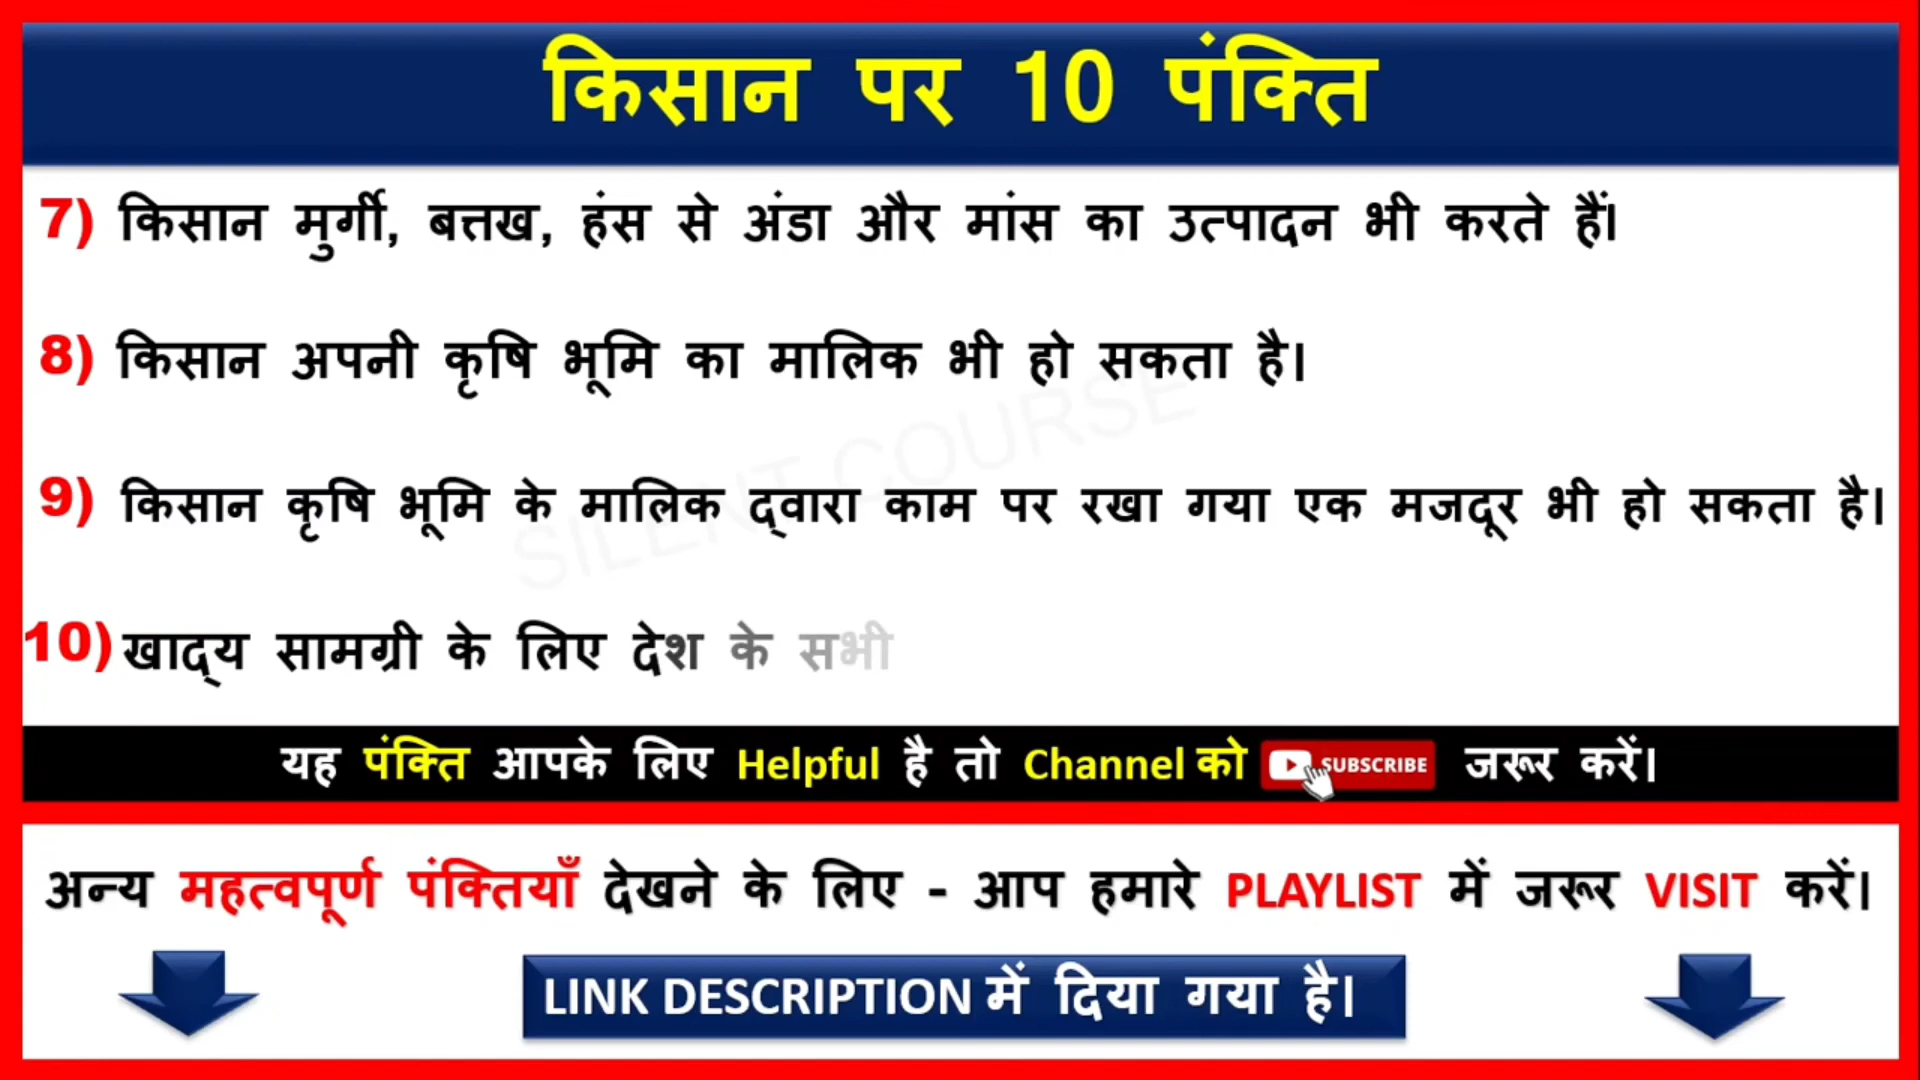 किसान पर 10 पंक्ति
7) किसान मुर्गी, बत्तख, हंस से अंडा और मांस का उत्पादन भी करते हैं।
8) किसान अपनी कृषि भूमि का मालिक भी हो सकता है।
9) किसान कृषि भूमि के मालिक द्वारा काम पर रखा गया एक मजदूर भी हो सकता है।
SILENT COURSE
10) खाद्य सामग्री के लिए देश के सभी
यह पंक्ति आपके लिए Helpful है तो Channel को SUBSCRIBE जरूर करें।
अन्य महत्वपूर्ण पंक्तियाँ देखने के लिए - आप हमारे PLAYLIST में जरूर VISIT करें।
LINK DESCRIPTION में दिया गया है।